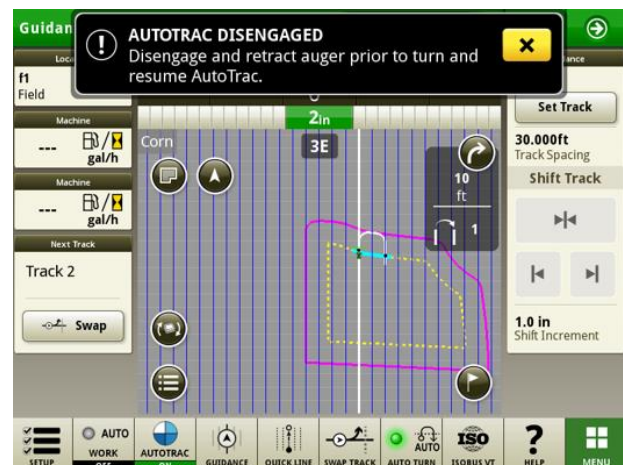 Guidan
AUTOTRAC DISENGAGED
Disengage and retract auger prior to turn and
resume AutoTrac.
f1
Field
Machine
---
gal/h
Machine
---
gal/h
Next Track
Track 2
Swap
2in
Corn
3E
10
ft
1
Set Track
30.000ft
Track Spacing
Shift Track
1.0 in
Shift Increment
SETUP
AUTO
WORK
OFF
AUTOTRAC
ON
GUIDANCE
QUICK LINE
SWAP TRACK
AUTO
AUTO TURN
ISO
ISOBUS VT
?
HELP
MENU